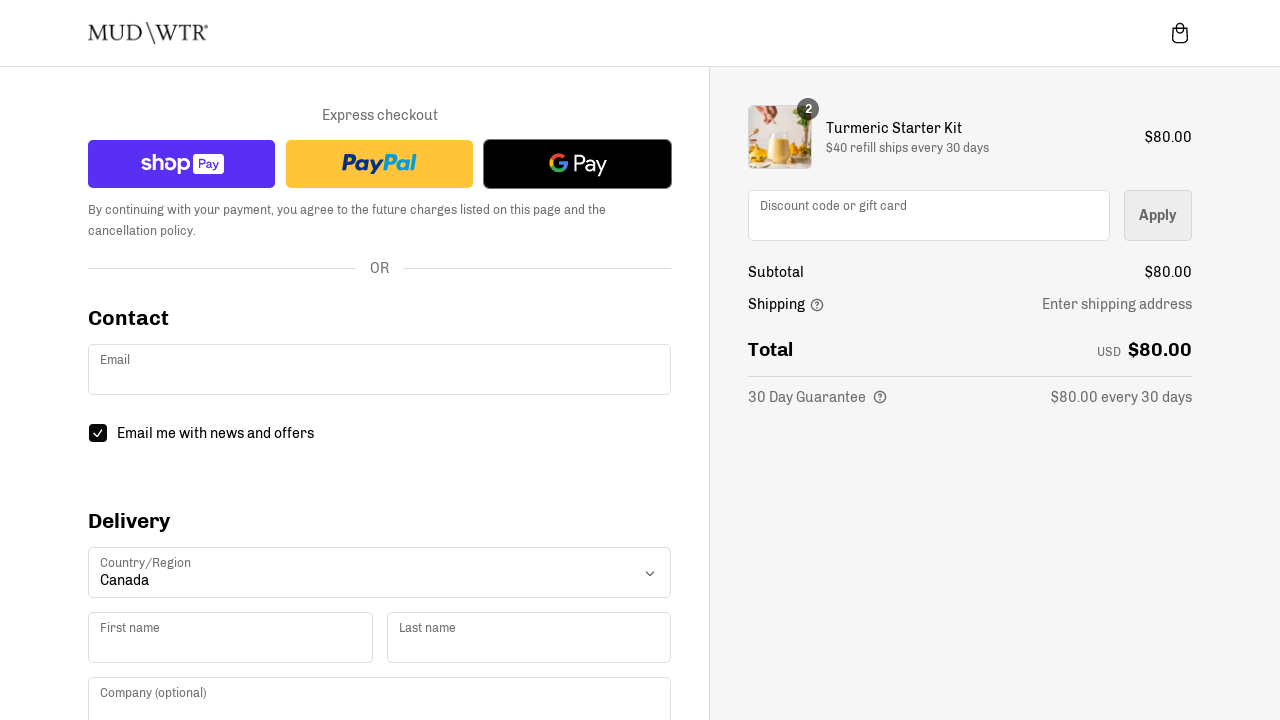 MUD\WTR®
Express checkout
shop Pay
PayPal
G Pay
By continuing with your payment, you agree to the future charges listed on this page and the
cancellation policy.
OR
Contact
Email
Email me with news and offers
Delivery
Country/Region
Canada
First name
Last name
Company (optional)
2
Turmeric Starter Kit
$40 refill ships every 30 days
$80.00
Discount code or gift card
Apply
Subtotal
$80.00
Shipping
Enter shipping address
Total
USD $80.00
30 Day Guarantee
$80.00 every 30 days